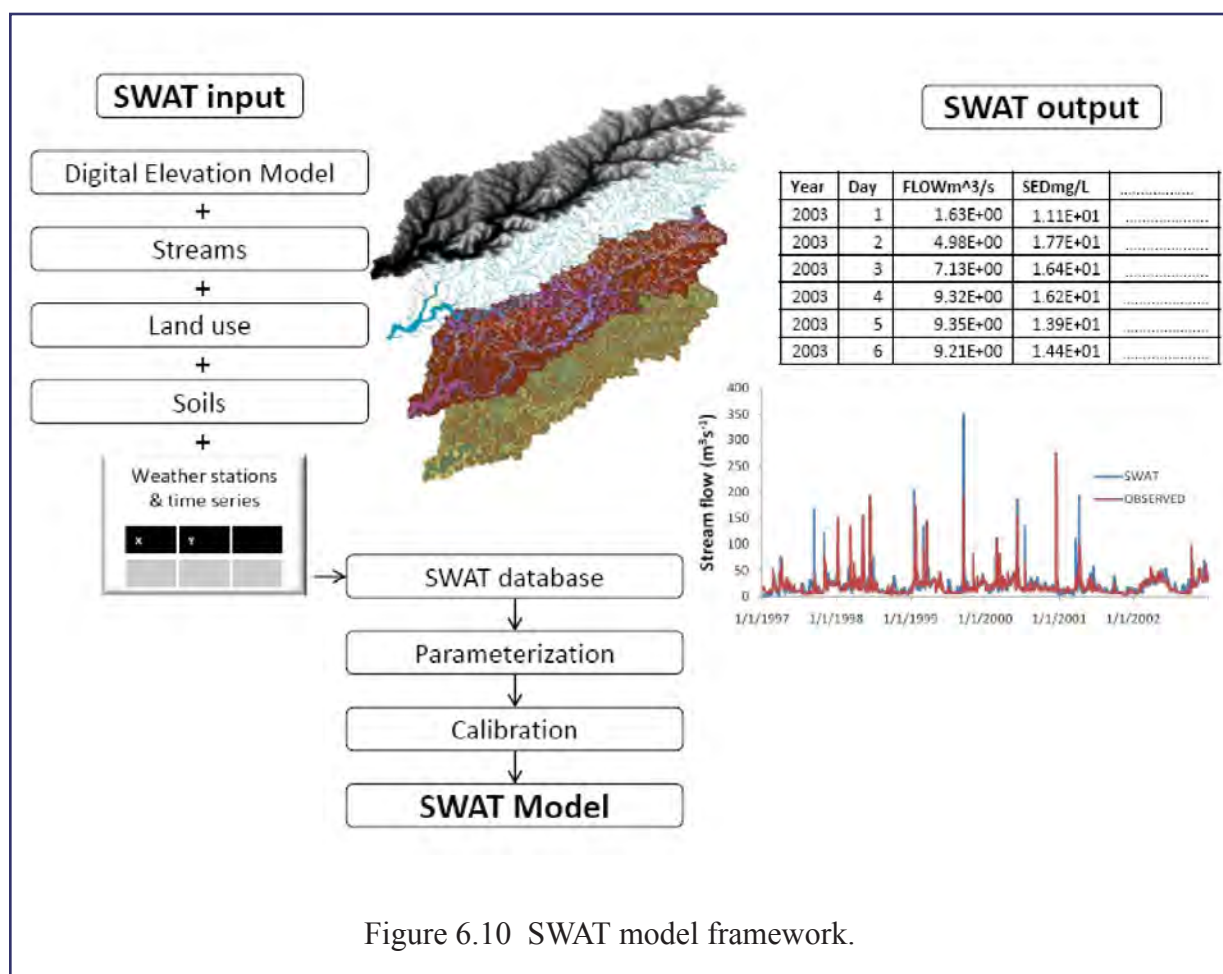 SWAT input
Digital Elevation Model
+
Streams
+
Land use
+
Soils
+
Weather stations
& time series
X Y
SWAT database
Parameterization
Calibration
SWAT Model
SWAT output
Year Day FLOWm^3/s SEDmg/L ..................
2003 1 1.63E+00 1.11E+01 ......................
2003 2 4.98E+00 1.77E+01 ......................
2003 3 7.13E+00 1.64E+01 ......................
2003 4 9.32E+00 1.62E+01 ......................
2003 5 9.35E+00 1.39E+01 ......................
2003 6 9.21E+00 1.44E+01 ......................
Stream flow (m³s⁻¹)
400
350
300
250
200
150
100
50
0
SWAT
OBSERVED
1/1/1997 1/1/1998 1/1/1999 1/1/2000 1/1/2001 1/1/2002
Figure 6.10 SWAT model framework.